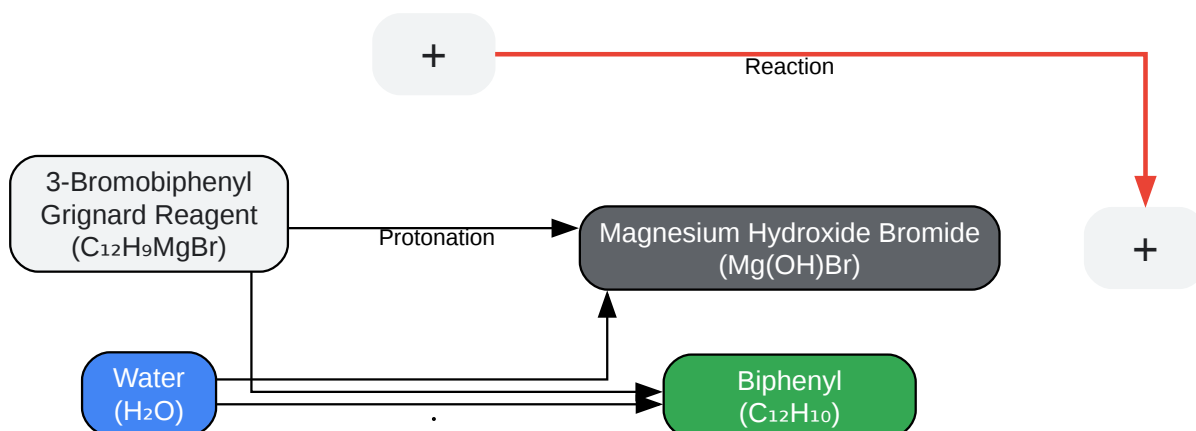 +
Reaction
3-Bromobiphenyl
Grignard Reagent
(C₁₂H₉MgBr)
Protonation
Magnesium Hydroxide Bromide
(Mg(OH)Br)
+
Water
(H₂O)
.
Biphenyl
(C₁₂H₁₀)